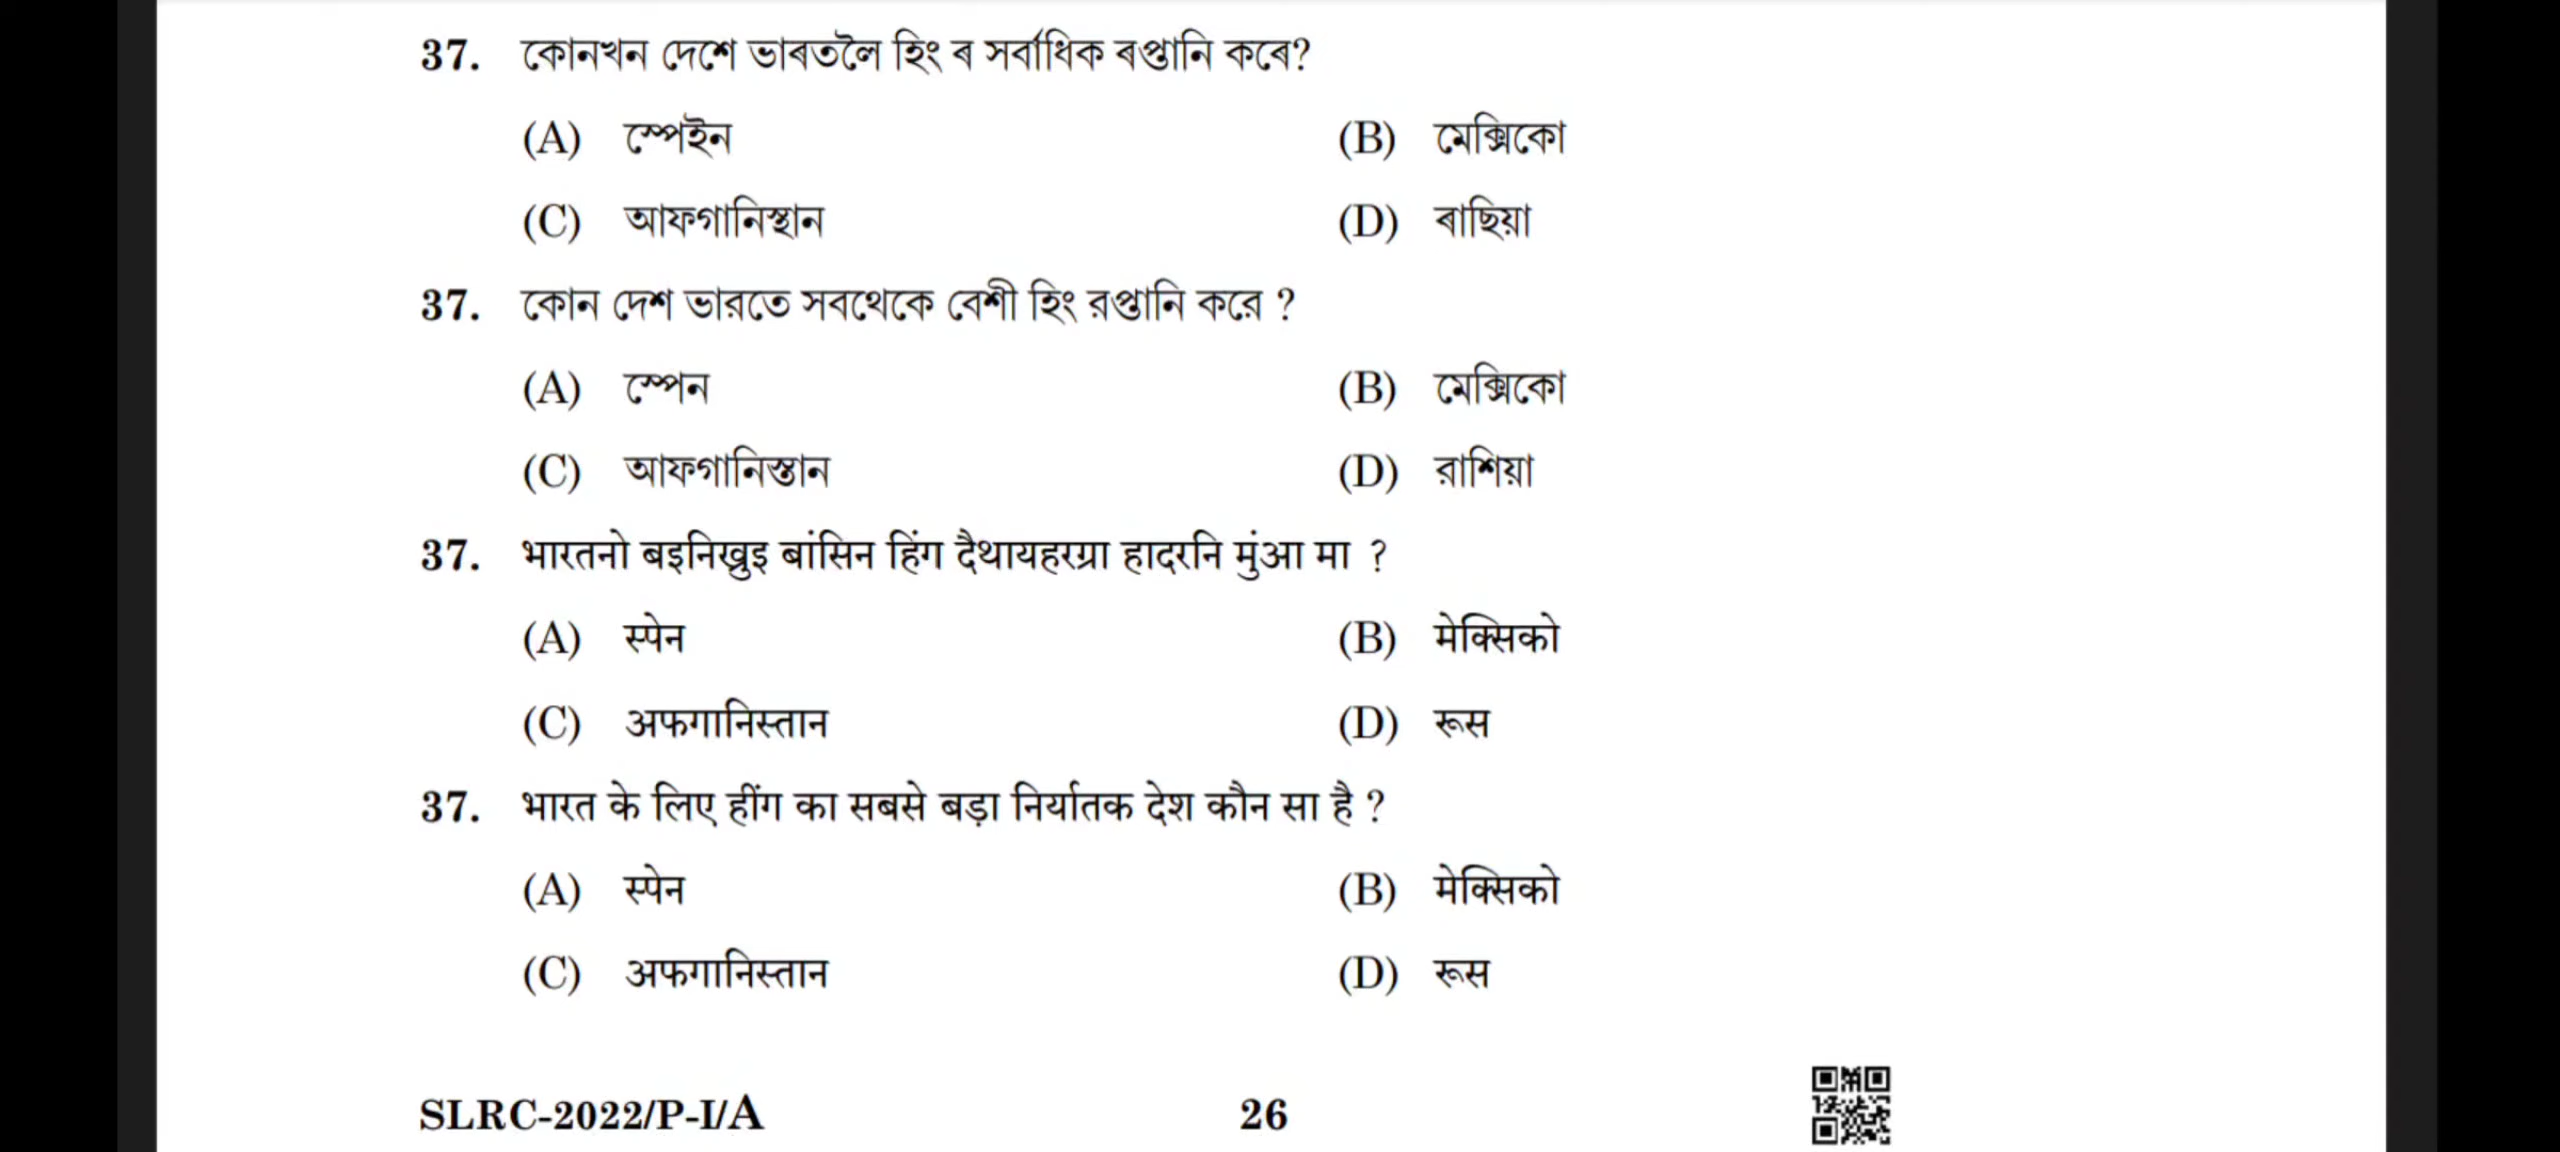 37. কোনখন দেশে ভাৰতলৈ হিং ৰ সৰ্বাধিক ৰপ্তানি কৰে?
(A) স্পেইন (B) মেক্সিকো
(C) আফগানিস্থান (D) ৰাছিয়া
37. কোন দেশ ভারতে সবথেকে বেশী হিং রপ্তানি করে ?
(A) স্পেন (B) মেক্সিকো
(C) আফগানিস্তান (D) রাশিয়া
37. भारतनो बइनिख्रुइ बांसिन हिंग दैथायहरग्रा हादरनि मुंआ मा ?
(A) स्पेन (B) मेक्सिको
(C) अफगानिस्तान (D) रूस
37. भारत के लिए हींग का सबसे बड़ा निर्यातक देश कौन सा है ?
(A) स्पेन (B) मेक्सिको
(C) अफगानिस्तान (D) रूस
SLRC-2022/P-I/A 26